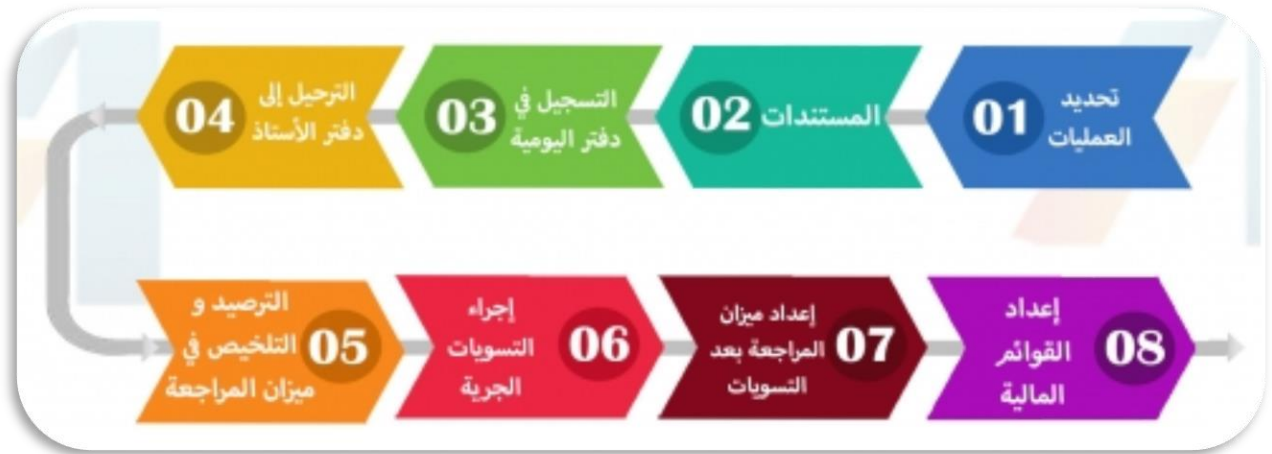 تحديد
العمليات
01
المستندات
02
التسجيل في
دفتر اليومية
03
الترحيل إلى
دفتر الأستاذ
04
الترصيد و
التلخيص في
ميزان المراجعة
05
إجراء
التسويات
الجرية
06
إعداد ميزان
المراجعة بعد
التسويات
07
إعداد
القوائم
المالية
08